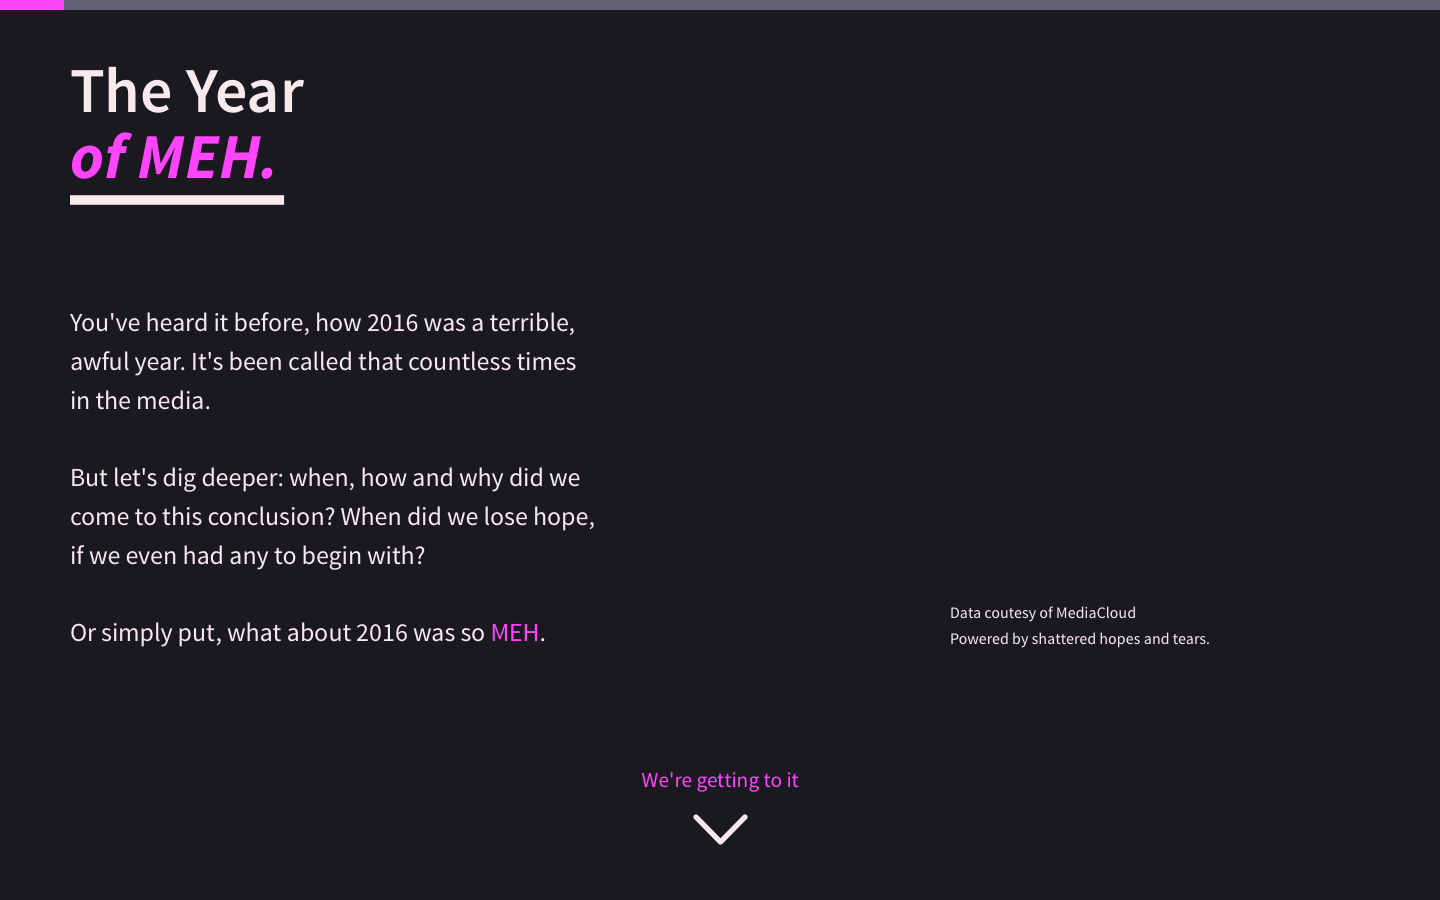 The Year
of MEH.
You've heard it before, how 2016 was a terrible,
awful year. It's been called that countless times
in the media.
But let's dig deeper: when, how and why did we
come to this conclusion? When did we lose hope,
if we even had any to begin with?
Or simply put, what about 2016 was so MEH.
Data coutesy of MediaCloud
Powered by shattered hopes and tears.
We're getting to it